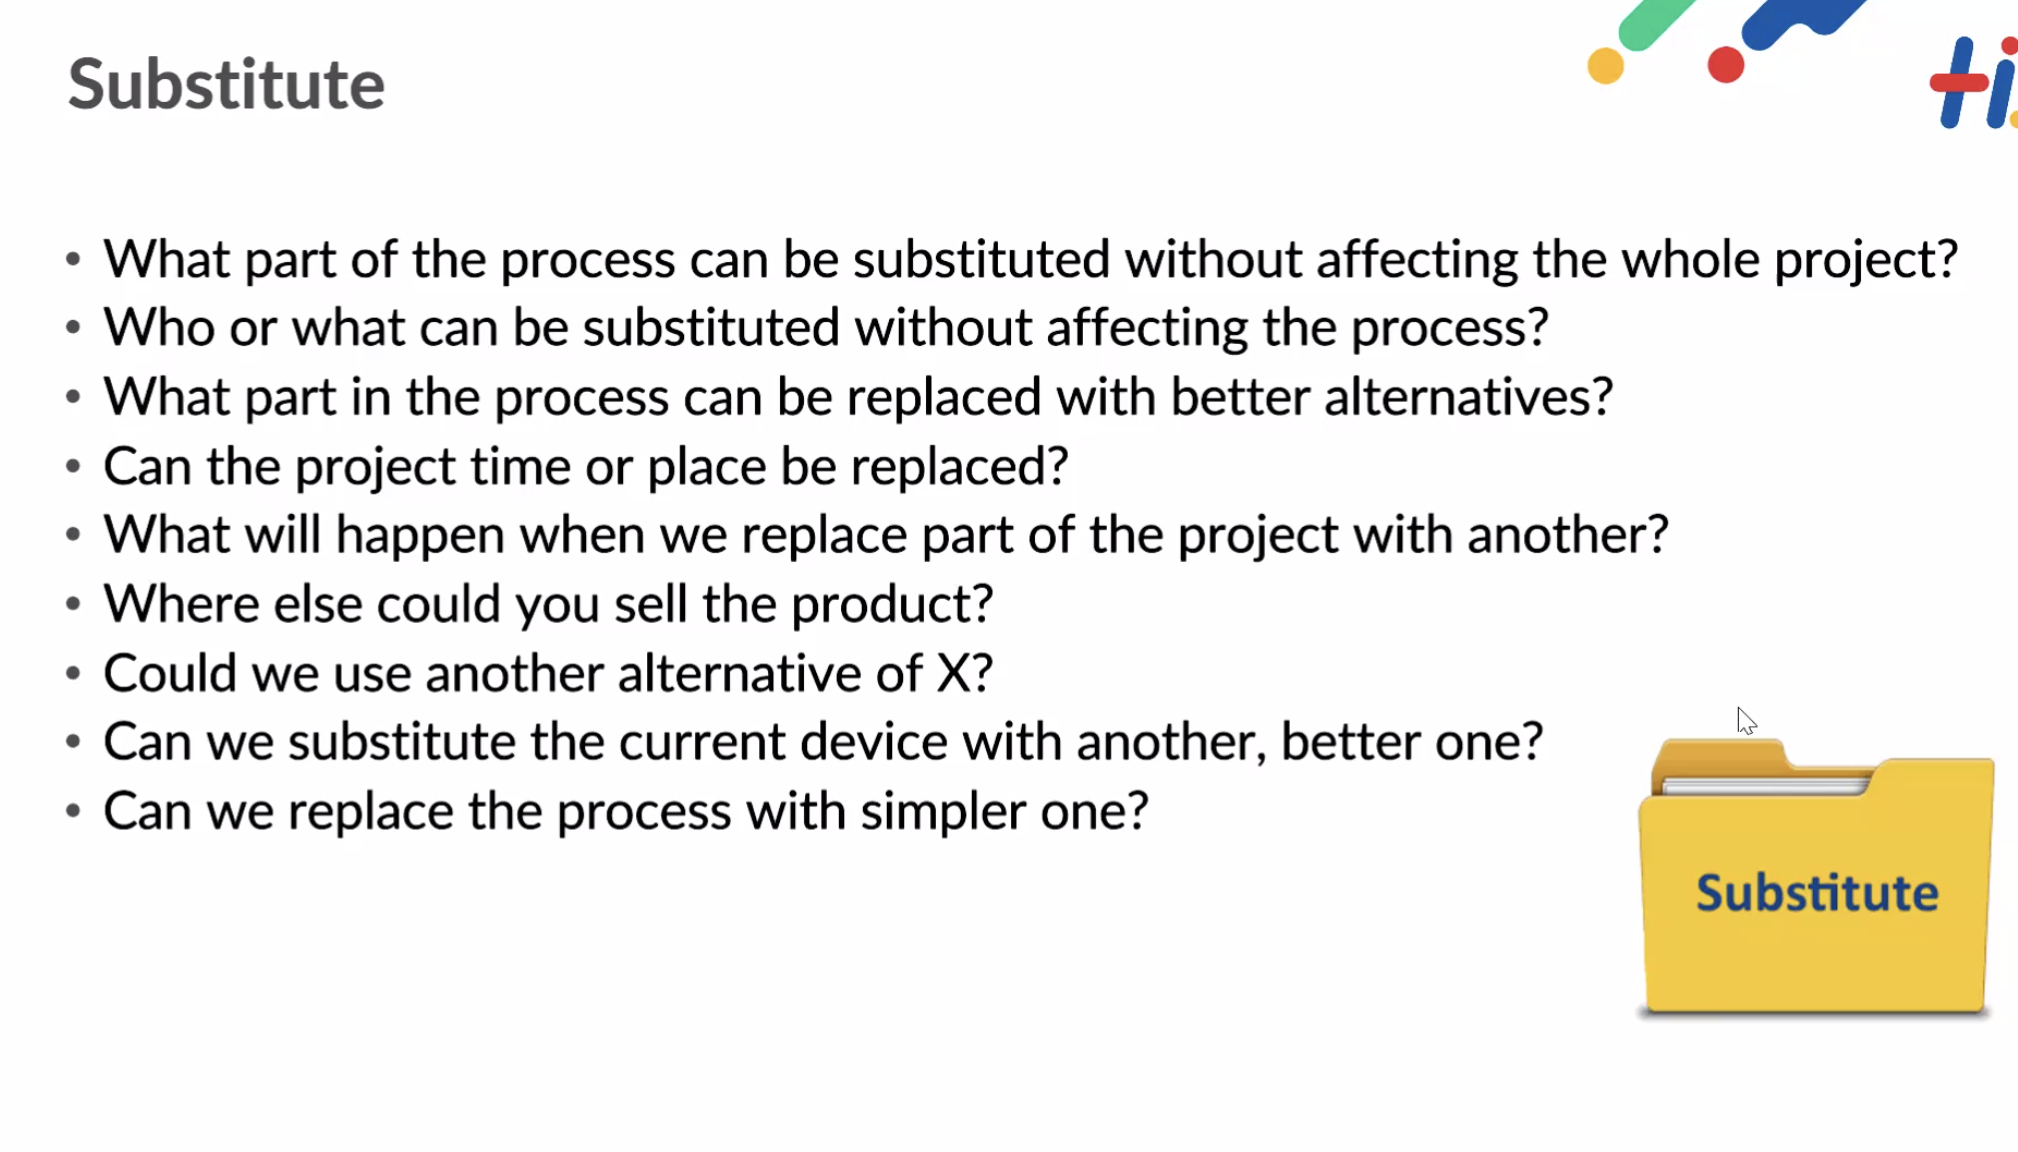 Substitute
• What part of the process can be substituted without affecting the whole project?
• Who or what can be substituted without affecting the process?
• What part in the process can be replaced with better alternatives?
• Can the project time or place be replaced?
• What will happen when we replace part of the project with another?
• Where else could you sell the product?
• Could we use another alternative of X?
• Can we substitute the current device with another, better one?
• Can we replace the process with simpler one?
Substitute